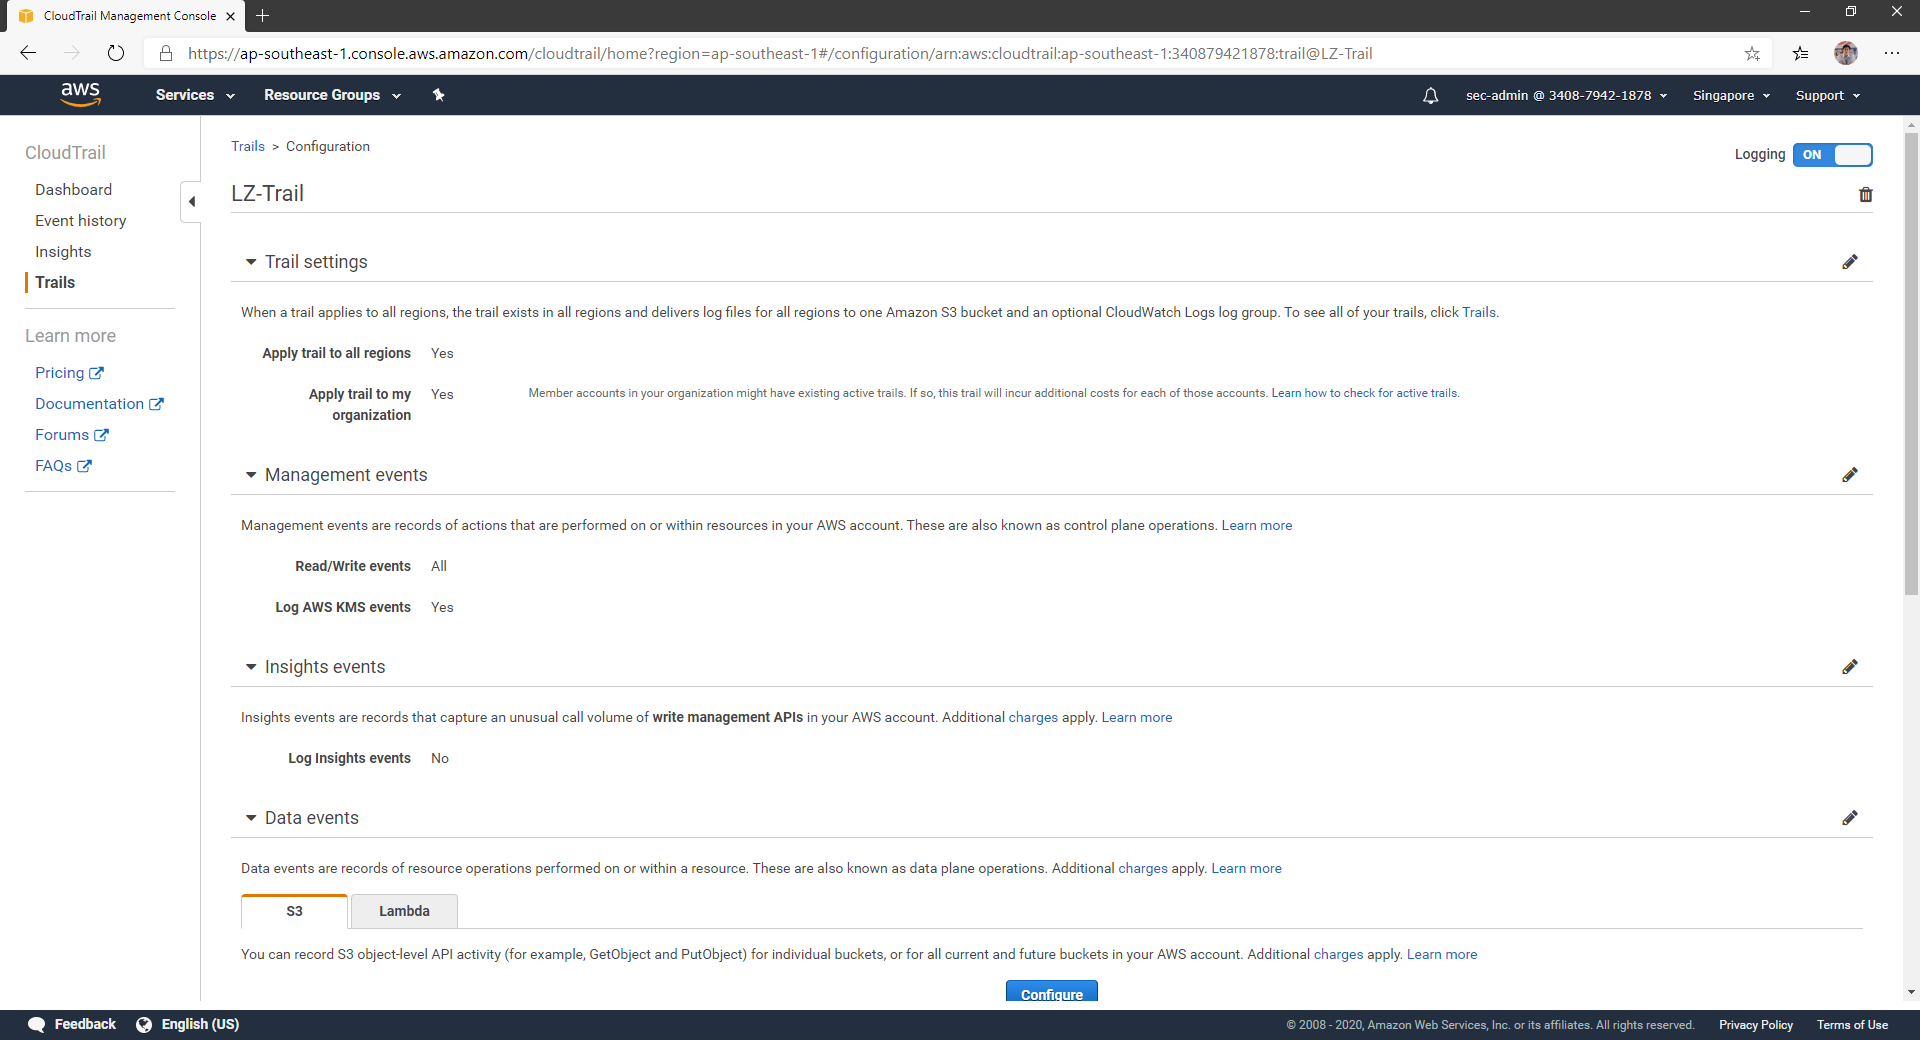 CloudTrail Management Console
https://ap-southeast-1.console.aws.amazon.com/cloudtrail/home?region=ap-southeast-1#/configuration/arn:aws:cloudtrail:ap-southeast-1:340879421878:trail@LZ-Trail
aws Services Resource Groups sec-admin @ 3408-7942-1878 Singapore Support
CloudTrail
Dashboard
Event history
Insights
Trails
Learn more
Pricing
Documentation
Forums
FAQs
Trails > Configuration
Logging ON
LZ-Trail
Trail settings
When a trail applies to all regions, the trail exists in all regions and delivers log files for all regions to one Amazon S3 bucket and an optional CloudWatch Logs log group. To see all of your trails, click Trails.
Apply trail to all regions Yes
Apply trail to my organization Yes Member accounts in your organization might have existing active trails. If so, this trail will incur additional costs for each of those accounts. Learn how to check for active trails.
Management events
Management events are records of actions that are performed on or within resources in your AWS account. These are also known as control plane operations. Learn more
Read/Write events All
Log AWS KMS events Yes
Insights events
Insights events are records that capture an unusual call volume of write management APIs in your AWS account. Additional charges apply. Learn more
Log Insights events No
Data events
Data events are records of resource operations performed on or within a resource. These are also known as data plane operations. Additional charges apply. Learn more
S3 Lambda
You can record S3 object-level API activity (for example, GetObject and PutObject) for individual buckets, or for all current and future buckets in your AWS account. Additional charges apply. Learn more
Configure
Feedback English (US) © 2008 - 2020, Amazon Web Services, Inc. or its affiliates. All rights reserved. Privacy Policy Terms of Use